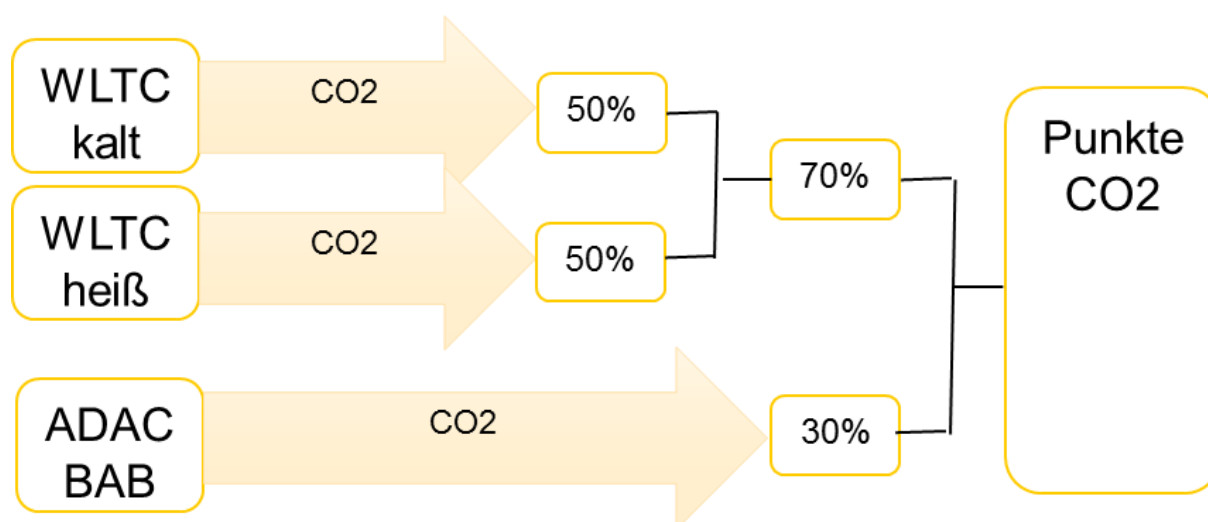 WLTC
kalt
CO2
50%
WLTC
heiß
CO2
50%
70%
ADAC
BAB
CO2
30%
Punkte
CO2